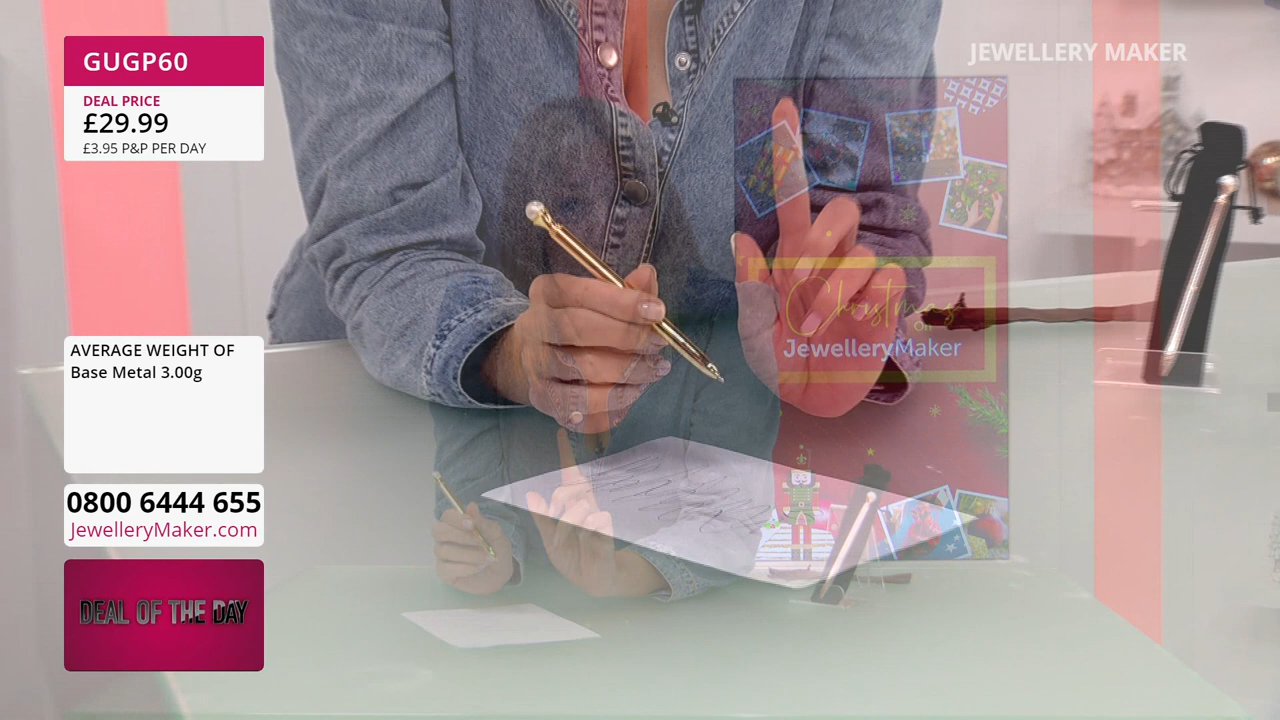 GUGP60
DEAL PRICE
£29.99
£3.95 P&P PER DAY
JEWELLERY MAKER
Christmas
on
JewelleryMaker
AVERAGE WEIGHT OF
Base Metal 3.00g
0800 6444 655
JewelleryMaker.com
DEAL OF THE DAY